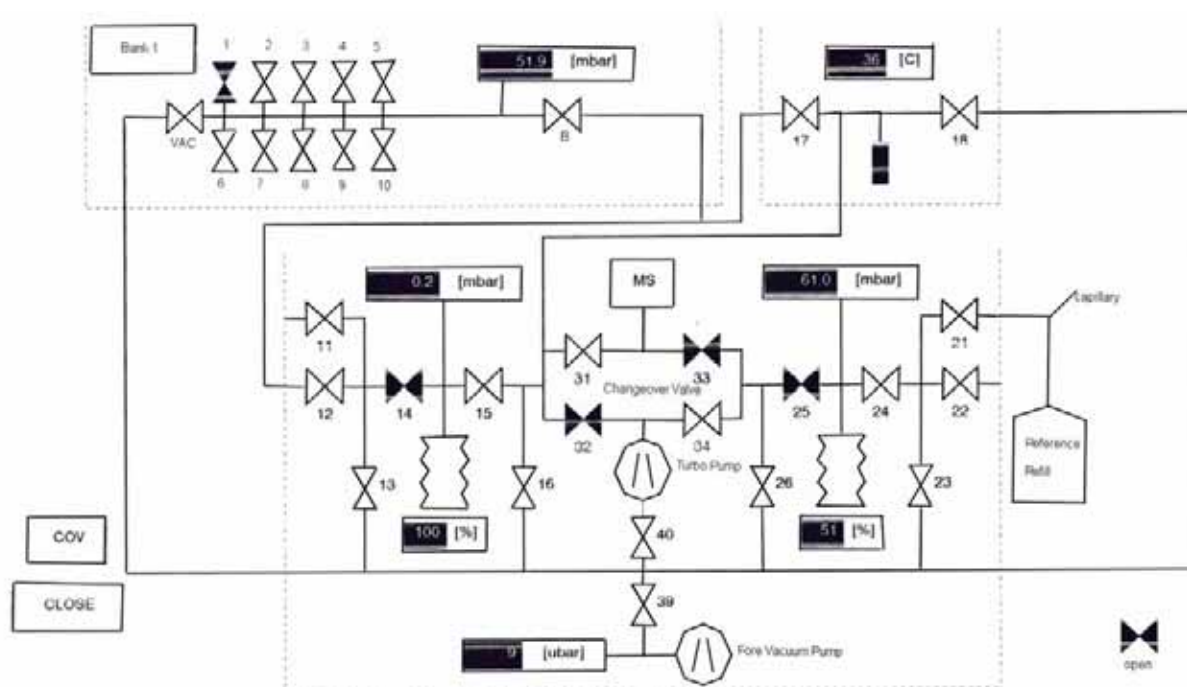 Bank 1
1 2 3 4 5
51.9 [mbar]
36 [C]
VAC
B
17
18
6 7 8 9 10
0.2 [mbar]
MS
61.0 [mbar]
Lapillary
11
21
31
33
Changeover Valve
12
14
15
25
24
22
32
34
Turbo Pump
Reference
Refill
13
16
26
23
100 [%]
51 [%]
40
COV
CLOSE
39
9 [ubar]
Fore Vacuum Pump
open